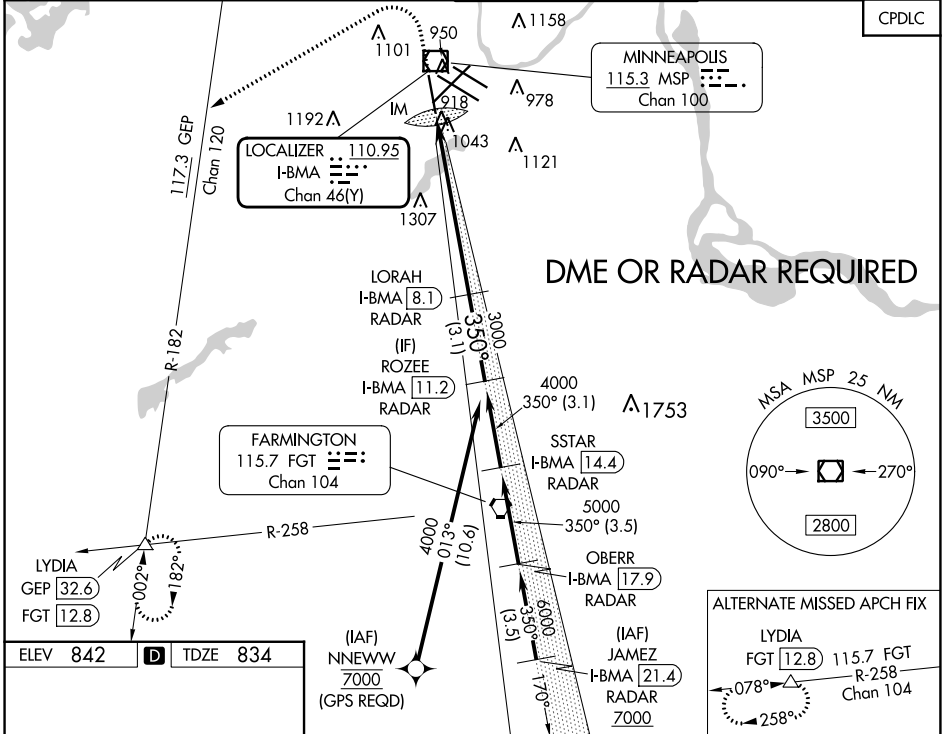 CPDLC
1158
1101
950
MINNEAPOLIS
115.3 MSP
Chan 100
978
918
IM
1192
1043
1121
LOCALIZER 110.95
I-BMA
Chan 46(Y)
1307
117.3 GEP
Chan 120
R-182
DME OR RADAR REQUIRED
LORAH
I-BMA 8.1
RADAR
3000
350°
(3.1)
(IF)
ROZEE
I-BMA 11.2
RADAR
4000
350° (3.1)
1753
MSA MSP 25 NM
3500
090°
270°
2800
FARMINGTON
115.7 FGT
Chan 104
SSTAR
I-BMA 14.4
RADAR
5000
350° (3.5)
R-258
4000
013°
(10.6)
OBERR
I-BMA 17.9
RADAR
LYDIA
GEP 32.6
FGT 12.8
002°
182°
6000
350°
(3.5)
170°
(IAF)
JAMEZ
I-BMA 21.4
RADAR
7000
(IAF)
NNEWW
7000
(GPS REQD)
ELEV 842 D TDZE 834
ALTERNATE MISSED APCH FIX
LYDIA
FGT 12.8 115.7 FGT
R-258
Chan 104
078°
258°